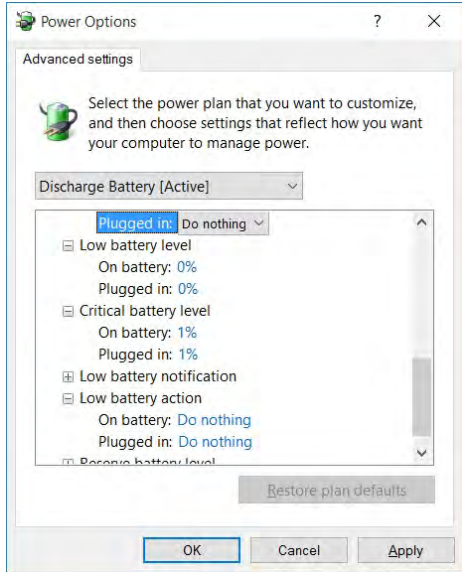 Power Options
?
Advanced settings
Select the power plan that you want to customize,
and then choose settings that reflect how you want
your computer to manage power.
Discharge Battery [Active]
Plugged in: Do nothing
Low battery level
On battery: 0%
Plugged in: 0%
Critical battery level
On battery: 1%
Plugged in: 1%
Low battery notification
Low battery action
On battery: Do nothing
Plugged in: Do nothing
Reserve battery level
Restore plan defaults
OK Cancel Apply